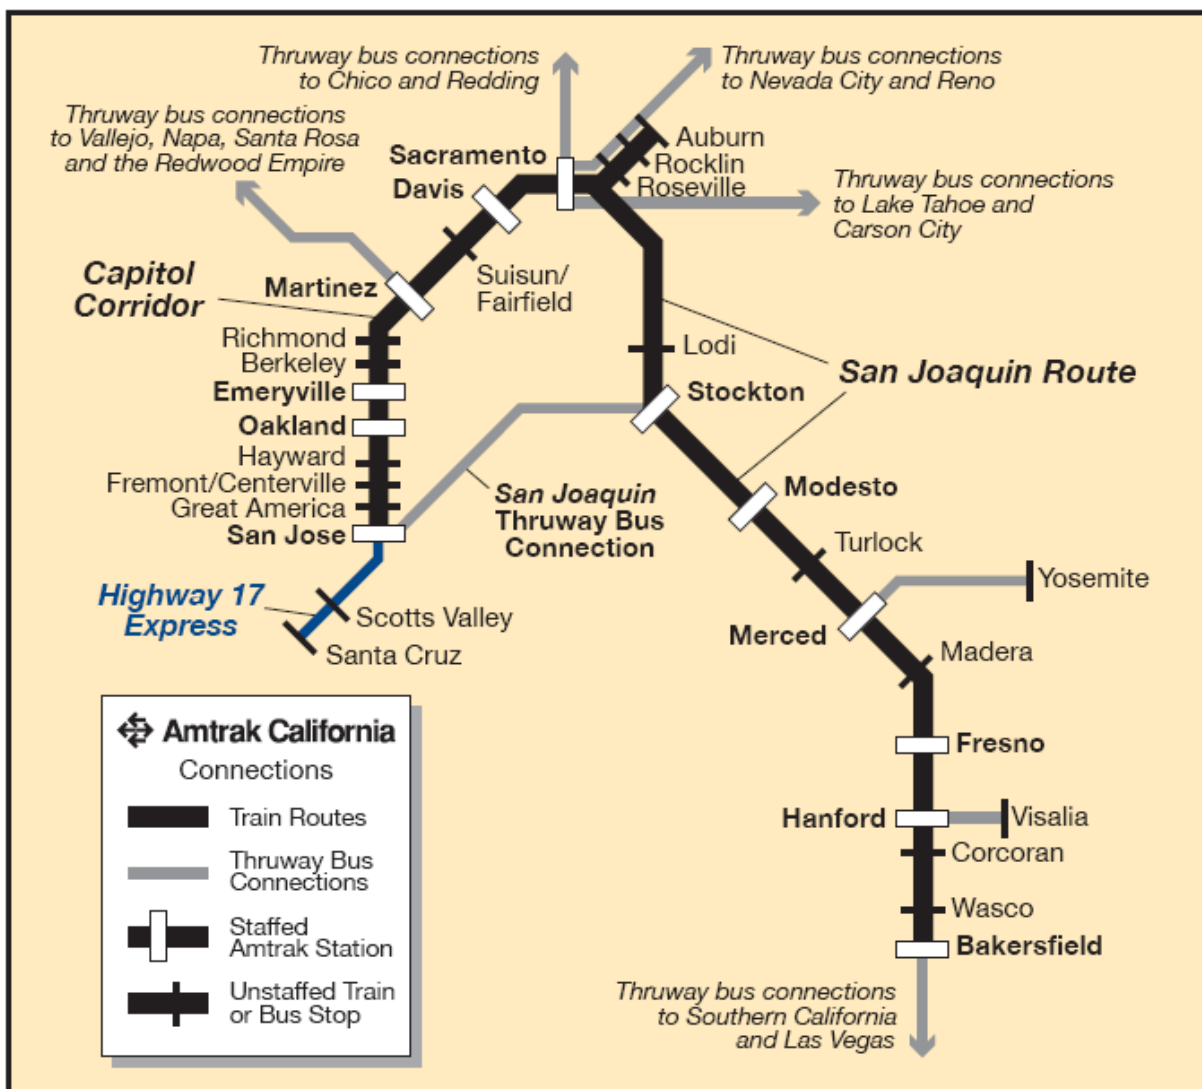 Thruway bus connections
to Chico and Redding
Thruway bus connections
to Nevada City and Reno
Thruway bus connections
to Vallejo, Napa, Santa Rosa
and the Redwood Empire
Auburn
Rocklin
Roseville
Sacramento
Davis
Thruway bus connections
to Lake Tahoe and
Carson City
Suisun/
Fairfield
Martinez
Capitol
Corridor
Richmond
Berkeley
Emeryville
Oakland
Hayward
Fremont/Centerville
Great America
San Jose
Lodi
Stockton
San Joaquin Route
San Joaquin
Thruway Bus
Connection
Modesto
Turlock
Yosemite
Merced
Madera
Highway 17
Express
Scotts Valley
Santa Cruz
Fresno
Hanford
Visalia
Corcoran
Wasco
Bakersfield
Thruway bus connections
to Southern California
and Las Vegas
Amtrak California
Connections
Train Routes
Thruway Bus
Connections
Staffed
Amtrak Station
Unstaffed Train
or Bus Stop